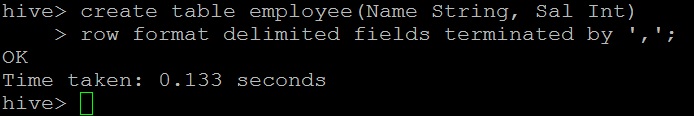 hive> create table employee(Name String, Sal Int)
    > row format delimited fields terminated by ',';
OK
Time taken: 0.133 seconds
hive>